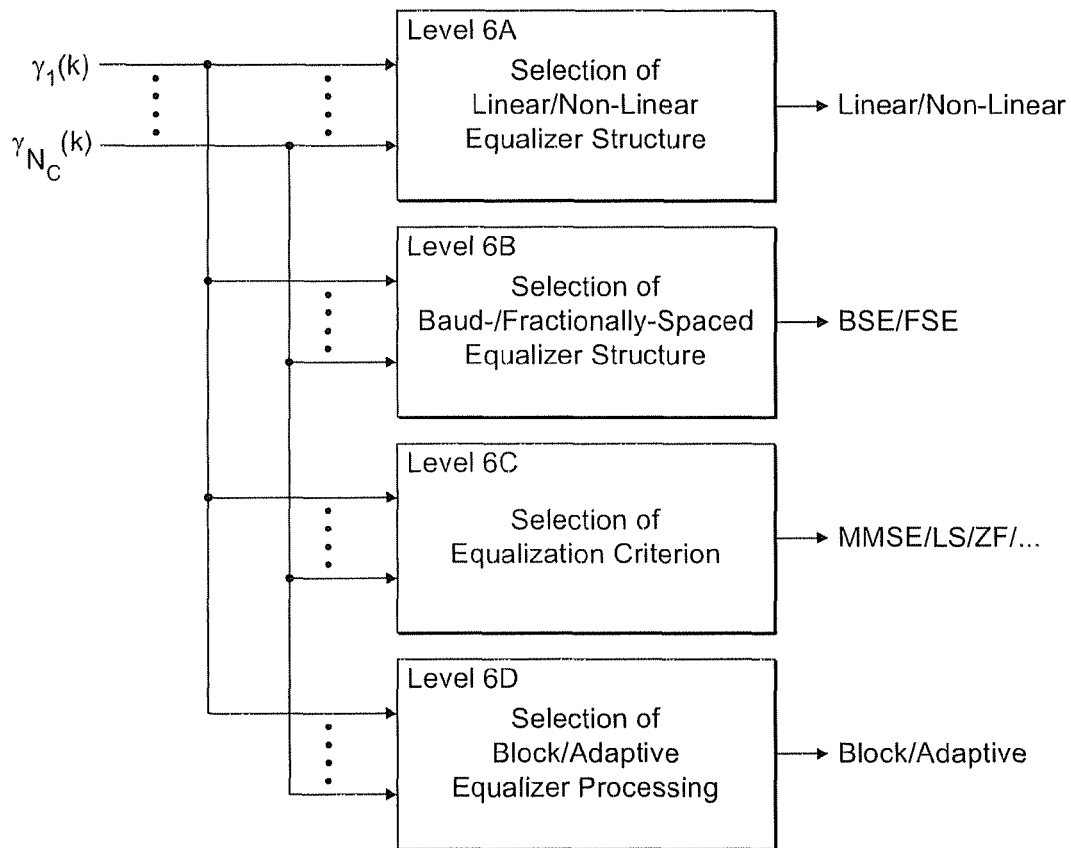 Level 6A
γ1(k)
Selection of
Linear/Non-Linear
Equalizer Structure
Linear/Non-Linear
γNC(k)
Level 6B
Selection of
Baud-/Fractionally-Spaced
Equalizer Structure
BSE/FSE
Level 6C
Selection of
Equalization Criterion
MMSE/LS/ZF/...
Level 6D
Selection of
Block/Adaptive
Equalizer Processing
Block/Adaptive